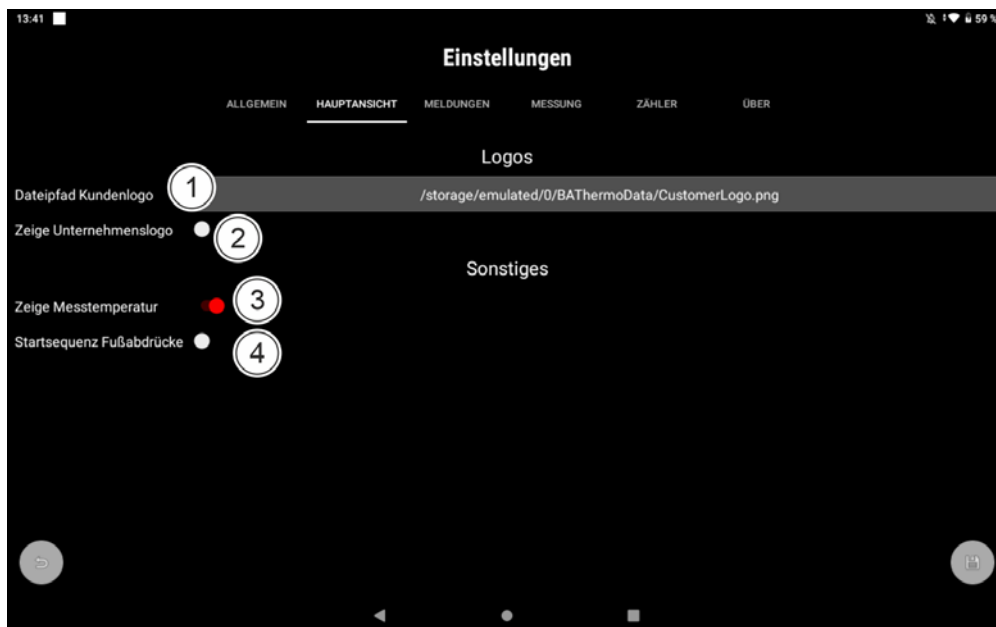 13:41 59 %
Einstellungen
ALLGEMEIN HAUPTANSICHT MELDUNGEN MESSUNG ZÄHLER ÜBER
Logos
Dateipfad Kundenlogo 1 /storage/emulated/0/BAThermoData/CustomerLogo.png
Zeige Unternehmenslogo 2
Sonstiges
Zeige Messtemperatur 3
Startsequenz Fußabdrücke 4